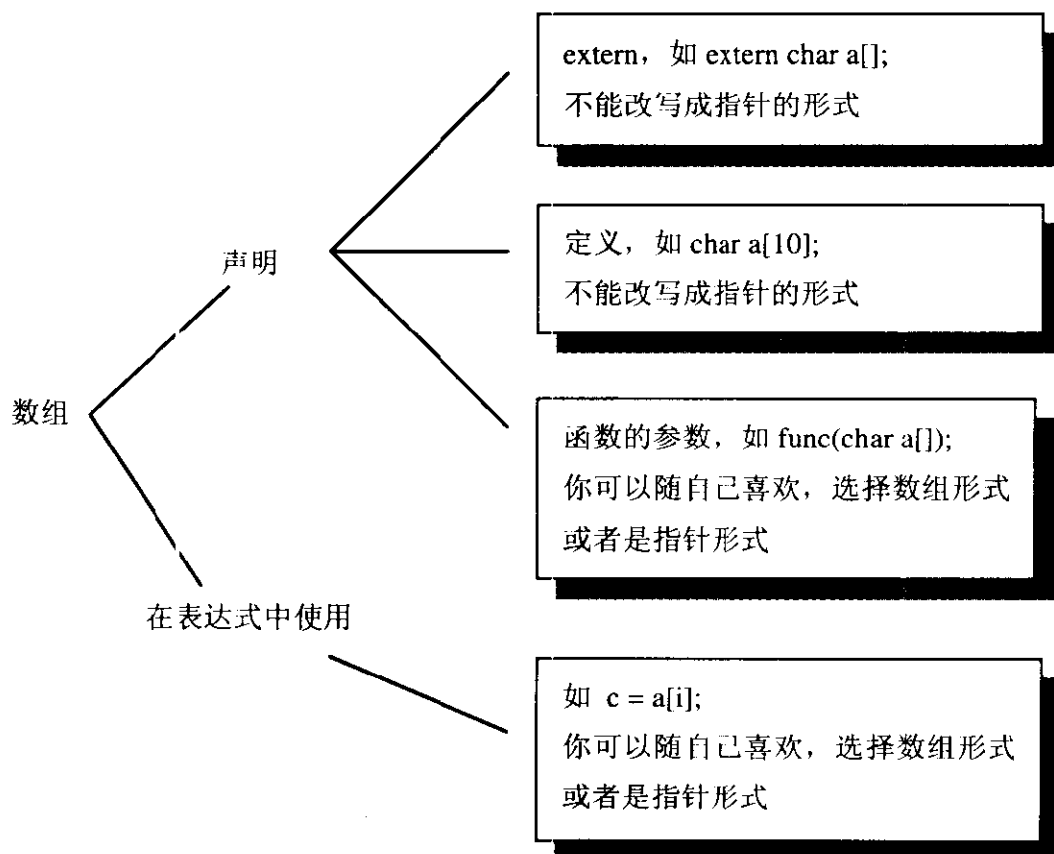 extern，如 extern char a[];
不能改写成指针的形式
声明
定义，如 char a[10];
不能改写成指针的形式
数组
函数的参数，如 func(char a[]);
你可以随自己喜欢，选择数组形式
或者是指针形式
在表达式中使用
如 c = a[i];
你可以随自己喜欢，选择数组形式
或者是指针形式